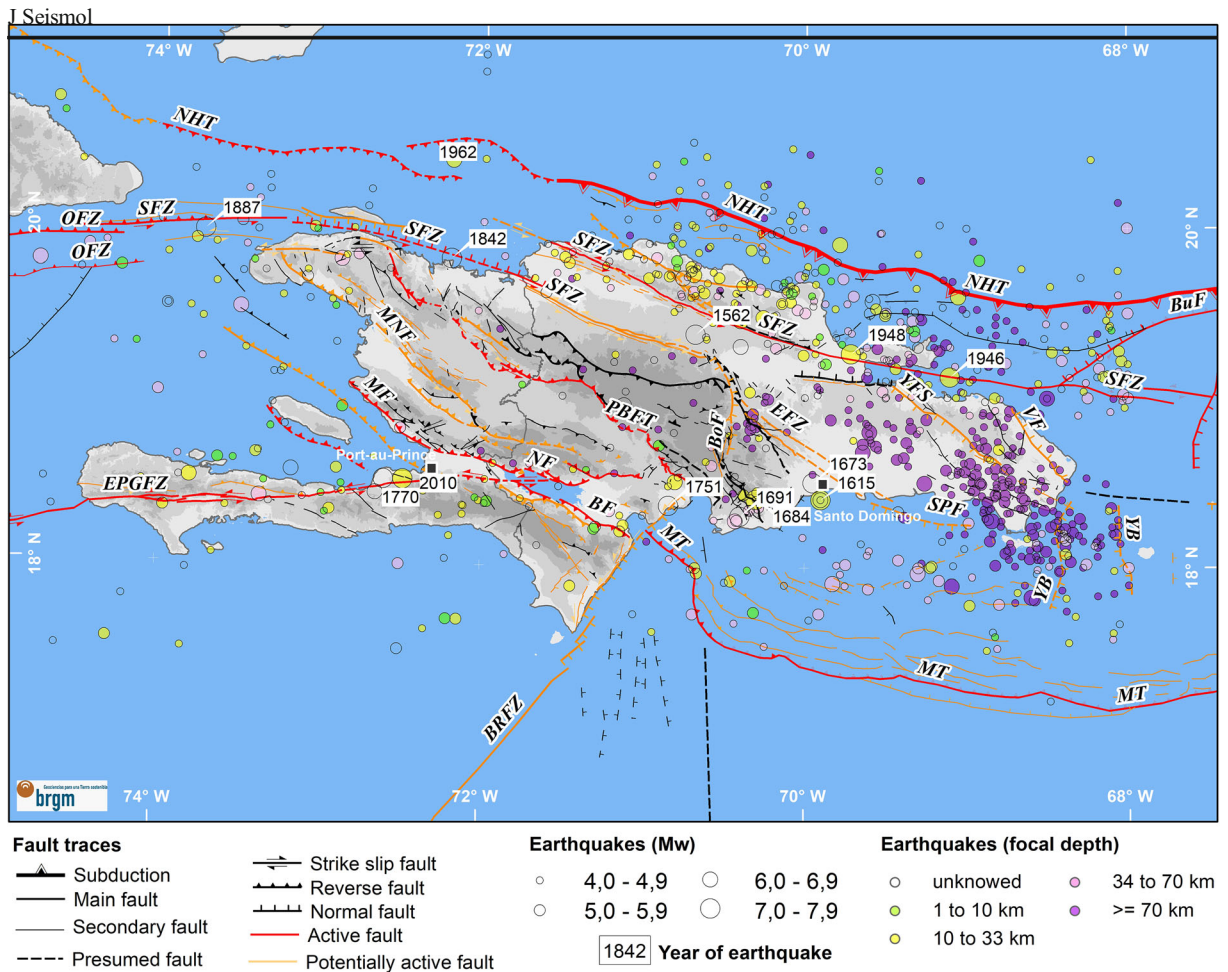 J Seismol
74° W
72° W
70° W
68° W
NHT
1962
20° N
OFZ
SFZ
1887
SFZ
1842
SFZ
NHT
20° N
OFZ
SFZ
NHT
BuF
MNF
1562
SFZ
1948
1946
SFZ
MF
PBFT
BoF
EFZ
YFS
VF
Port-au-Prince
NF
1673
EPGFZ
1770
2010
1751
1691
1615
BF
1684
Santo Domingo
SPF
YB
18° N
MT
YB
18° N
MT
MT
BRFZ
Geociencias para una Tierra sostenible
brgm
74° W
72° W
70° W
68° W
Fault traces
Subduction
Main fault
Secondary fault
Presumed fault
Strike slip fault
Reverse fault
Normal fault
Active fault
Potentially active fault
Earthquakes (Mw)
4,0 - 4,9
6,0 - 6,9
5,0 - 5,9
7,0 - 7,9
1842 Year of earthquake
Earthquakes (focal depth)
unknowed
34 to 70 km
1 to 10 km
>= 70 km
10 to 33 km